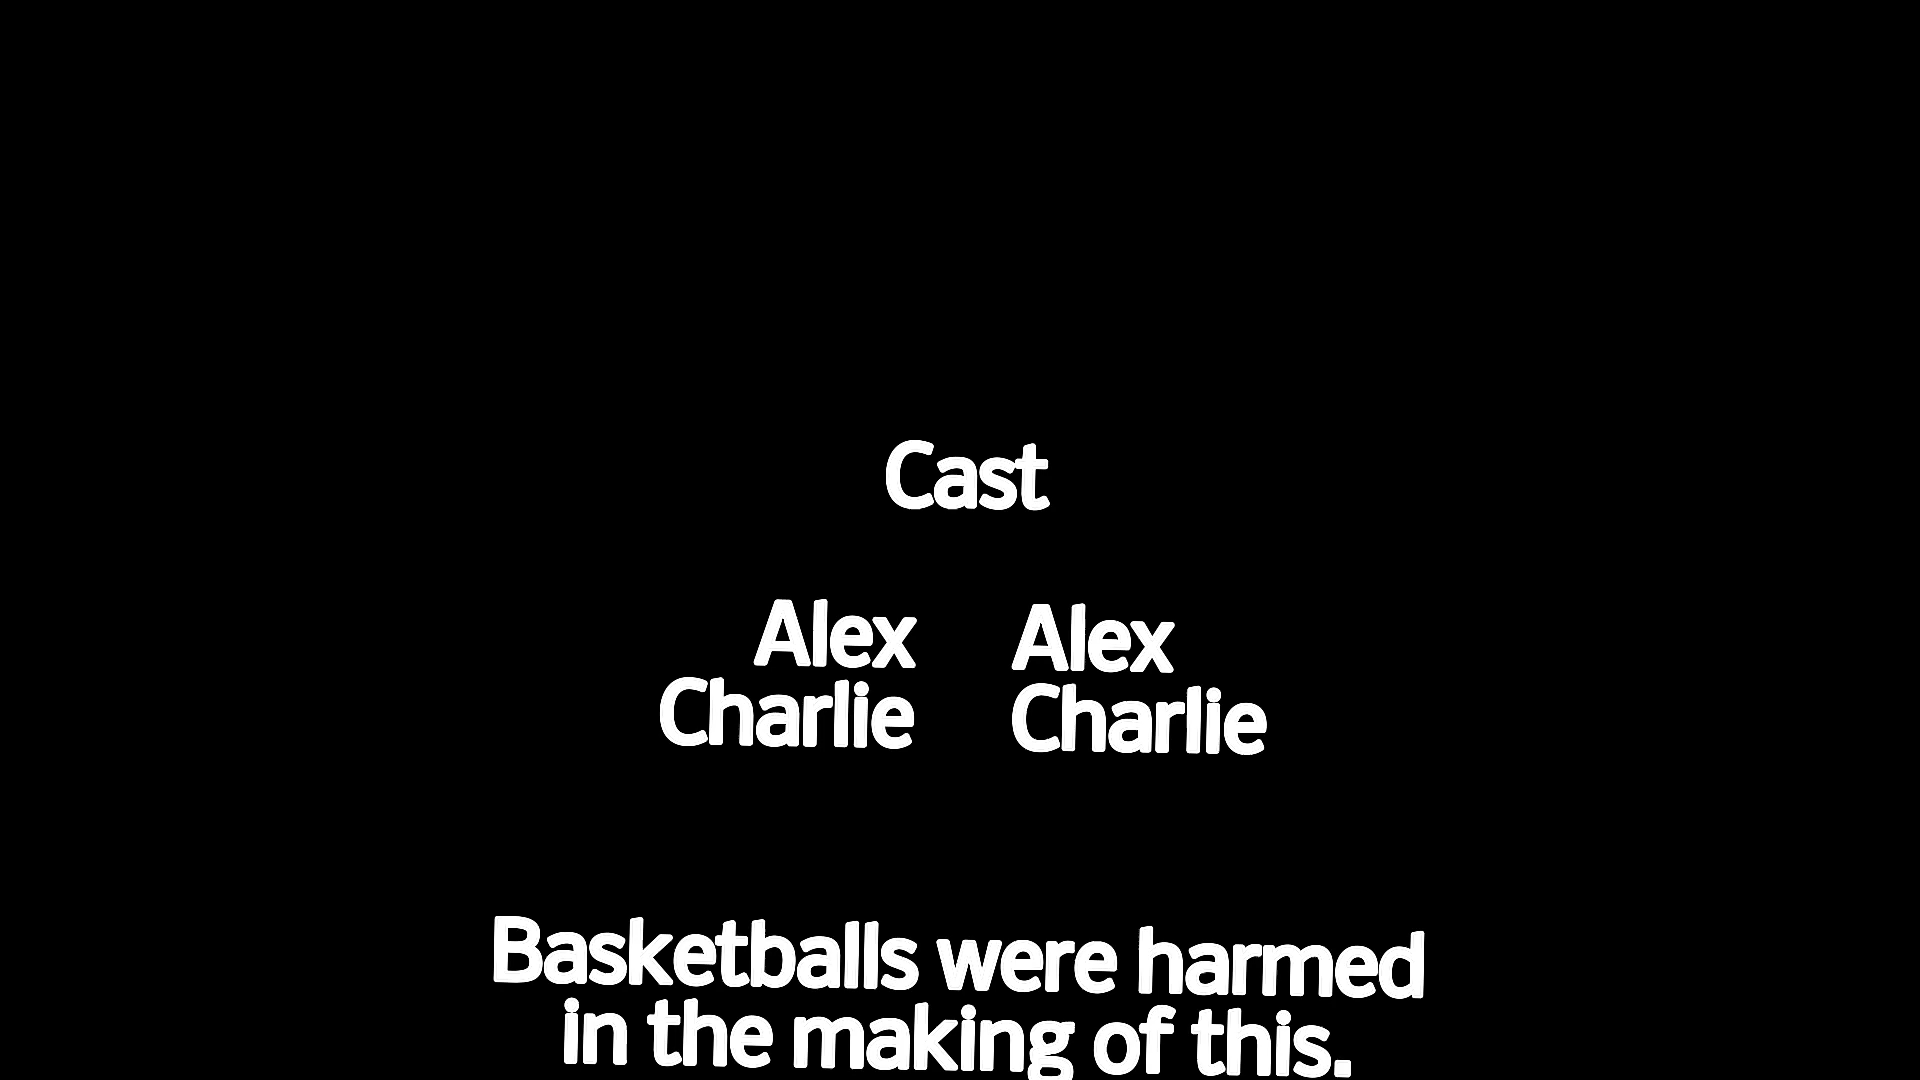 Cast
Alex Alex
Charlie Charlie
Basketballs were harmed
in the making of this.